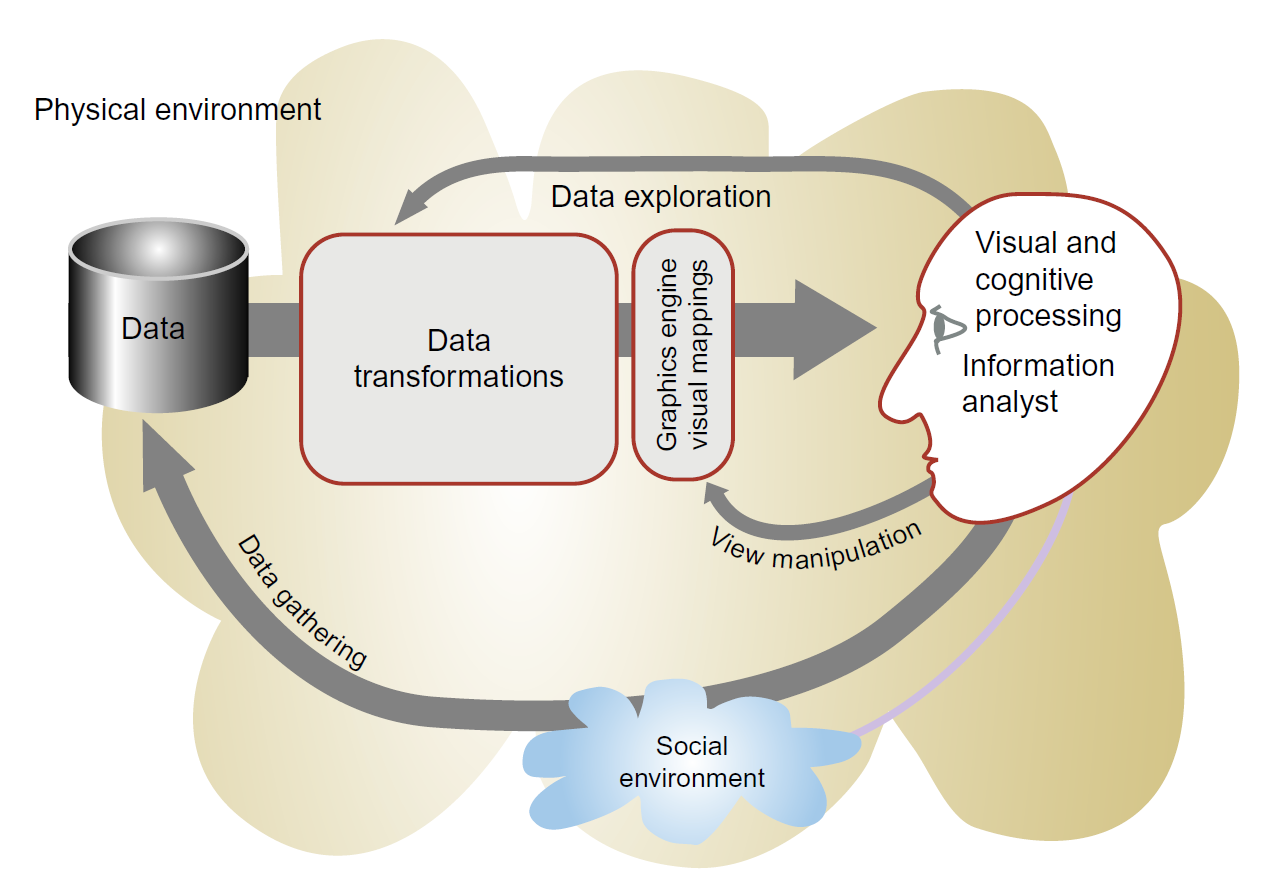 Physical environment
Data exploration
Visual and
cognitive
processing
Information
analyst
Data
Data
transformations
Graphics engine
visual mappings
View manipulation
Data gathering
Social
environment